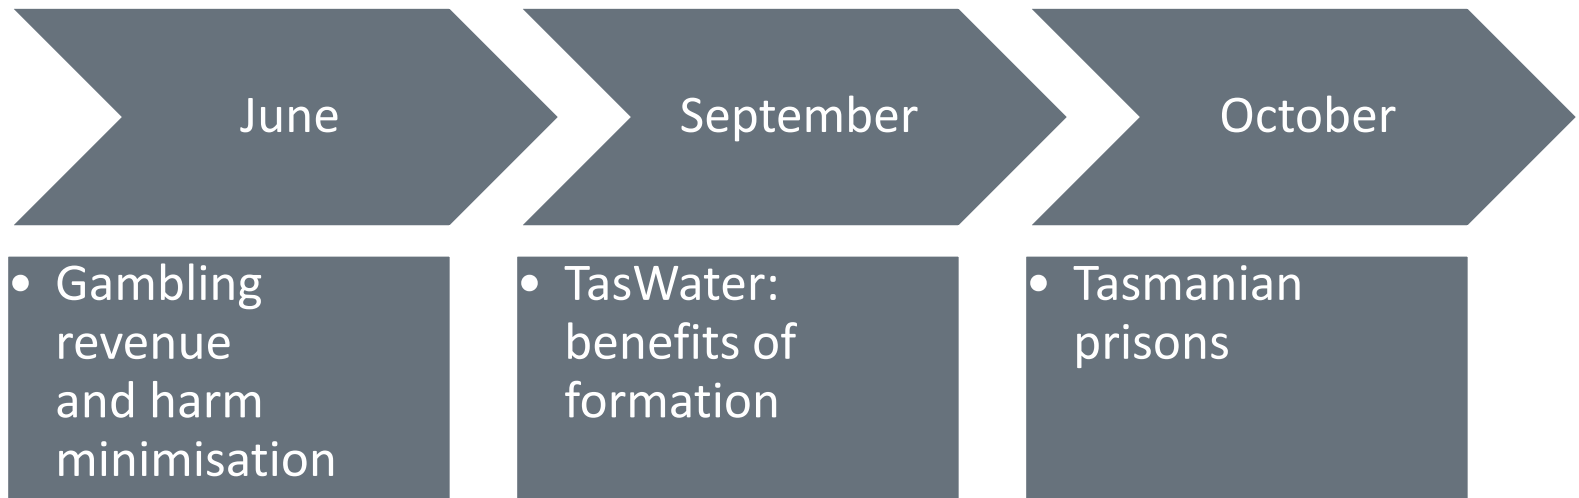 June
September
October
• Gambling
revenue
and harm
minimisation
• TasWater:
benefits of
formation
• Tasmanian
prisons